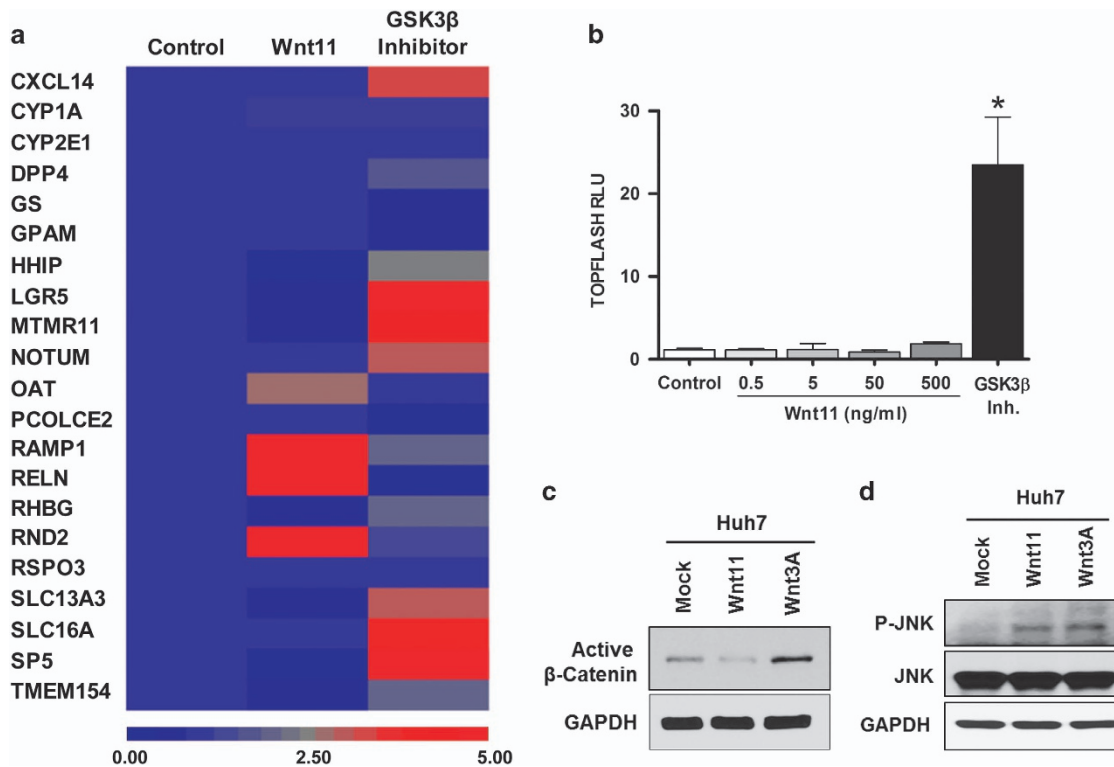 a
Control Wnt11 GSK3β Inhibitor
CXCL14
CYP1A
CYP2E1
DPP4
GS
GPAM
HHIP
LGR5
MTMR11
NOTUM
OAT
PCOLCE2
RAMP1
RELN
RHBG
RND2
RSPO3
SLC13A3
SLC16A
SP5
TMEM154
0.00 2.50 5.00
b
TOPFLASH RLU
30
20
10
0
*
Control 0.5 5 50 500 GSK3β Inh.
Wnt11 (ng/ml)
c
Huh7
Mock Wnt11 Wnt3A
Active β-Catenin
GAPDH
d
Huh7
Mock Wnt11 Wnt3A
P-JNK
JNK
GAPDH